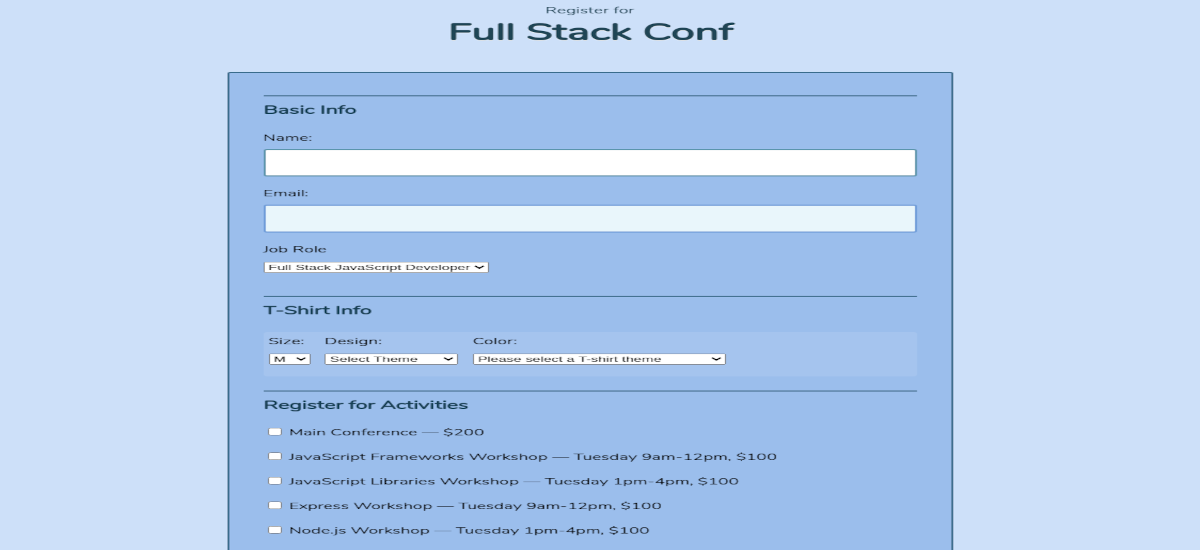 Register for
Full Stack Conf
Basic Info
Name:
Email:
Job Role
Full Stack JavaScript Developer
T-Shirt Info
Size: Design: Color:
M Select Theme Please select a T-shirt theme
Register for Activities
Main Conference — $200
JavaScript Frameworks Workshop — Tuesday 9am-12pm, $100
JavaScript Libraries Workshop — Tuesday 1pm-4pm, $100
Express Workshop — Tuesday 9am-12pm, $100
Node.js Workshop — Tuesday 1pm-4pm, $100